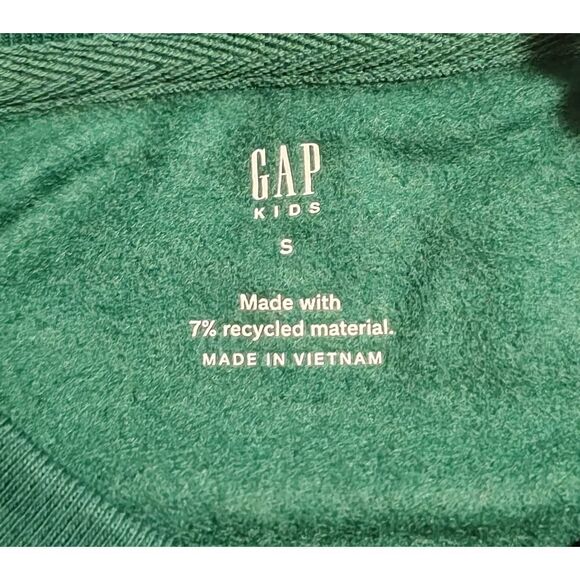 GAP
KIDS
S
Made with
7% recycled material.
MADE IN VIETNAM